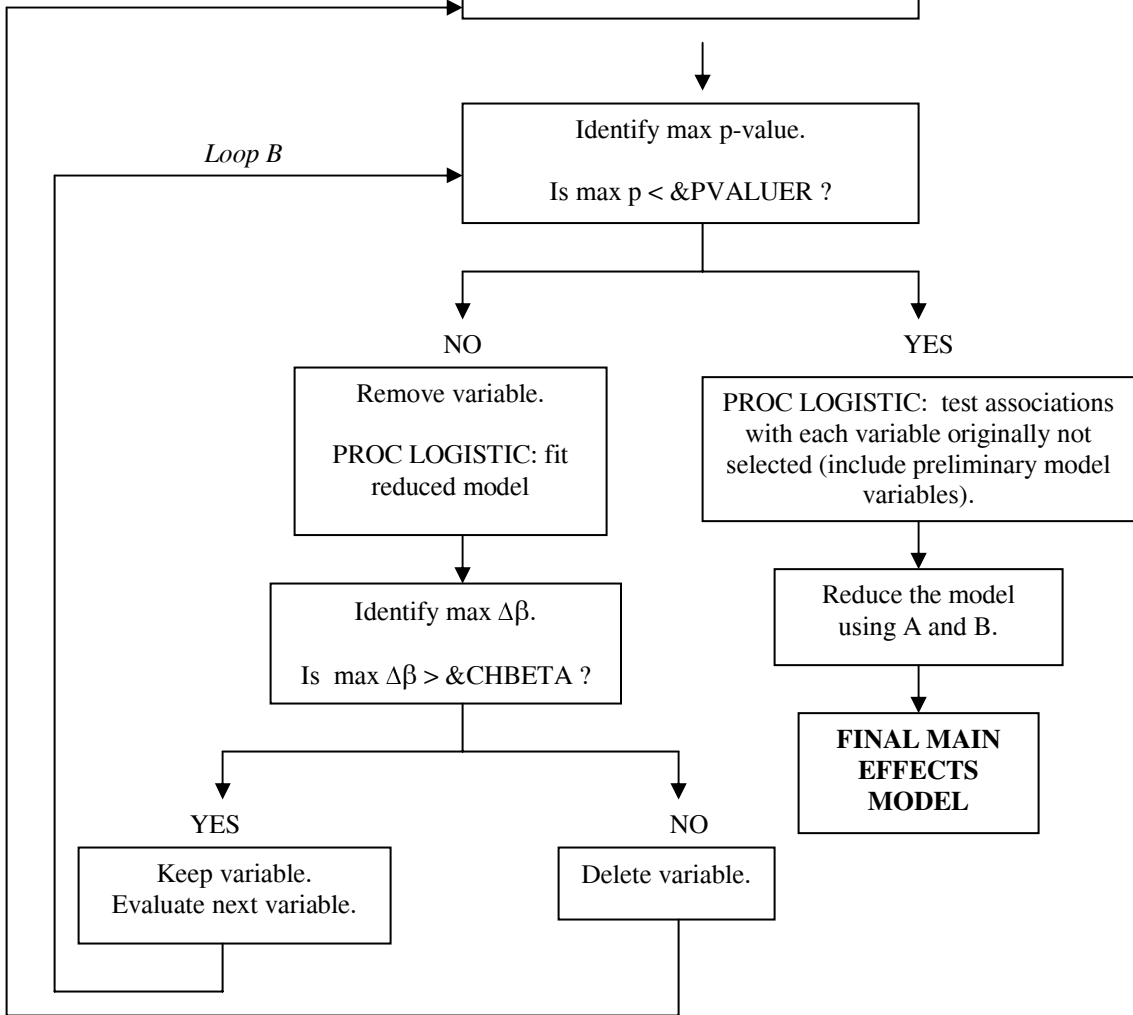 Identify max p-value.
Is max p < &PVALUER ?
Loop B
NO
YES
Remove variable.
PROC LOGISTIC: fit
reduced model
PROC LOGISTIC:  test associations
with each variable originally not
selected (include preliminary model
variables).
Identify max Δβ.
Is  max Δβ > &CHBETA ?
Reduce the model
using A and B.
FINAL MAIN
EFFECTS
MODEL
YES
NO
Keep variable.
Evaluate next variable.
Delete variable.